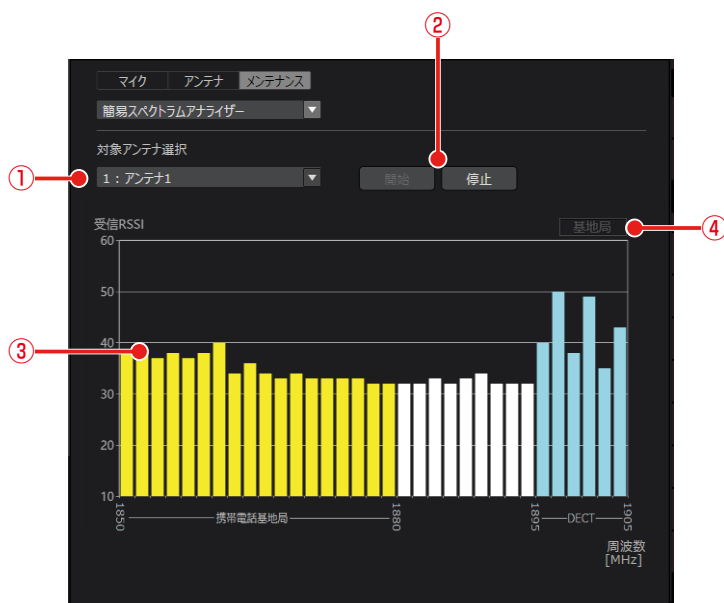 ②
マイク アンテナ メンテナンス
簡易スペクトラムアナライザー
対象アンテナ選択
① 1：アンテナ1 開始 停止
受信RSSI 基地局 ④
60
50
③ 40
30
20
10
1850 携帯電話基地局 1880 1895 DECT 1905
周波数
[MHz]